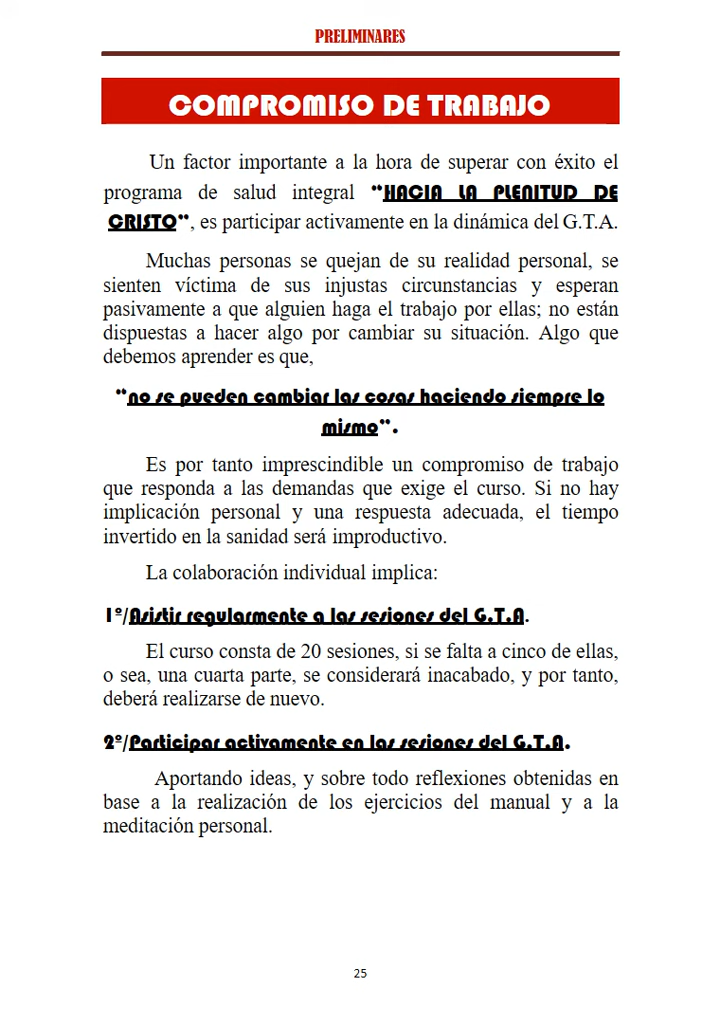 PRELIMINARES
COMPROMISO DE TRABAJO
Un factor importante a la hora de superar con éxito el
programa de salud integral "HACIA LA PLENITUD DE
CRISTO", es participar activamente en la dinámica del G.T.A.
Muchas personas se quejan de su realidad personal, se
sienten víctima de sus injustas circunstancias y esperan
pasivamente a que alguien haga el trabajo por ellas; no están
dispuestas a hacer algo por cambiar su situación. Algo que
debemos aprender es que,
"no se pueden cambiar las cosas haciendo siempre lo
mismo".
Es por tanto imprescindible un compromiso de trabajo
que responda a las demandas que exige el curso. Si no hay
implicación personal y una respuesta adecuada, el tiempo
invertido en la sanidad será improductivo.
La colaboración individual implica:
1º/Asistir regularmente a las sesiones del G.T.A.
El curso consta de 20 sesiones, si se falta a cinco de ellas,
o sea, una cuarta parte, se considerará inacabado, y por tanto,
deberá realizarse de nuevo.
2º/Participar activamente en las sesiones del G.T.A.
Aportando ideas, y sobre todo reflexiones obtenidas en
base a la realización de los ejercicios del manual y a la
meditación personal.
25